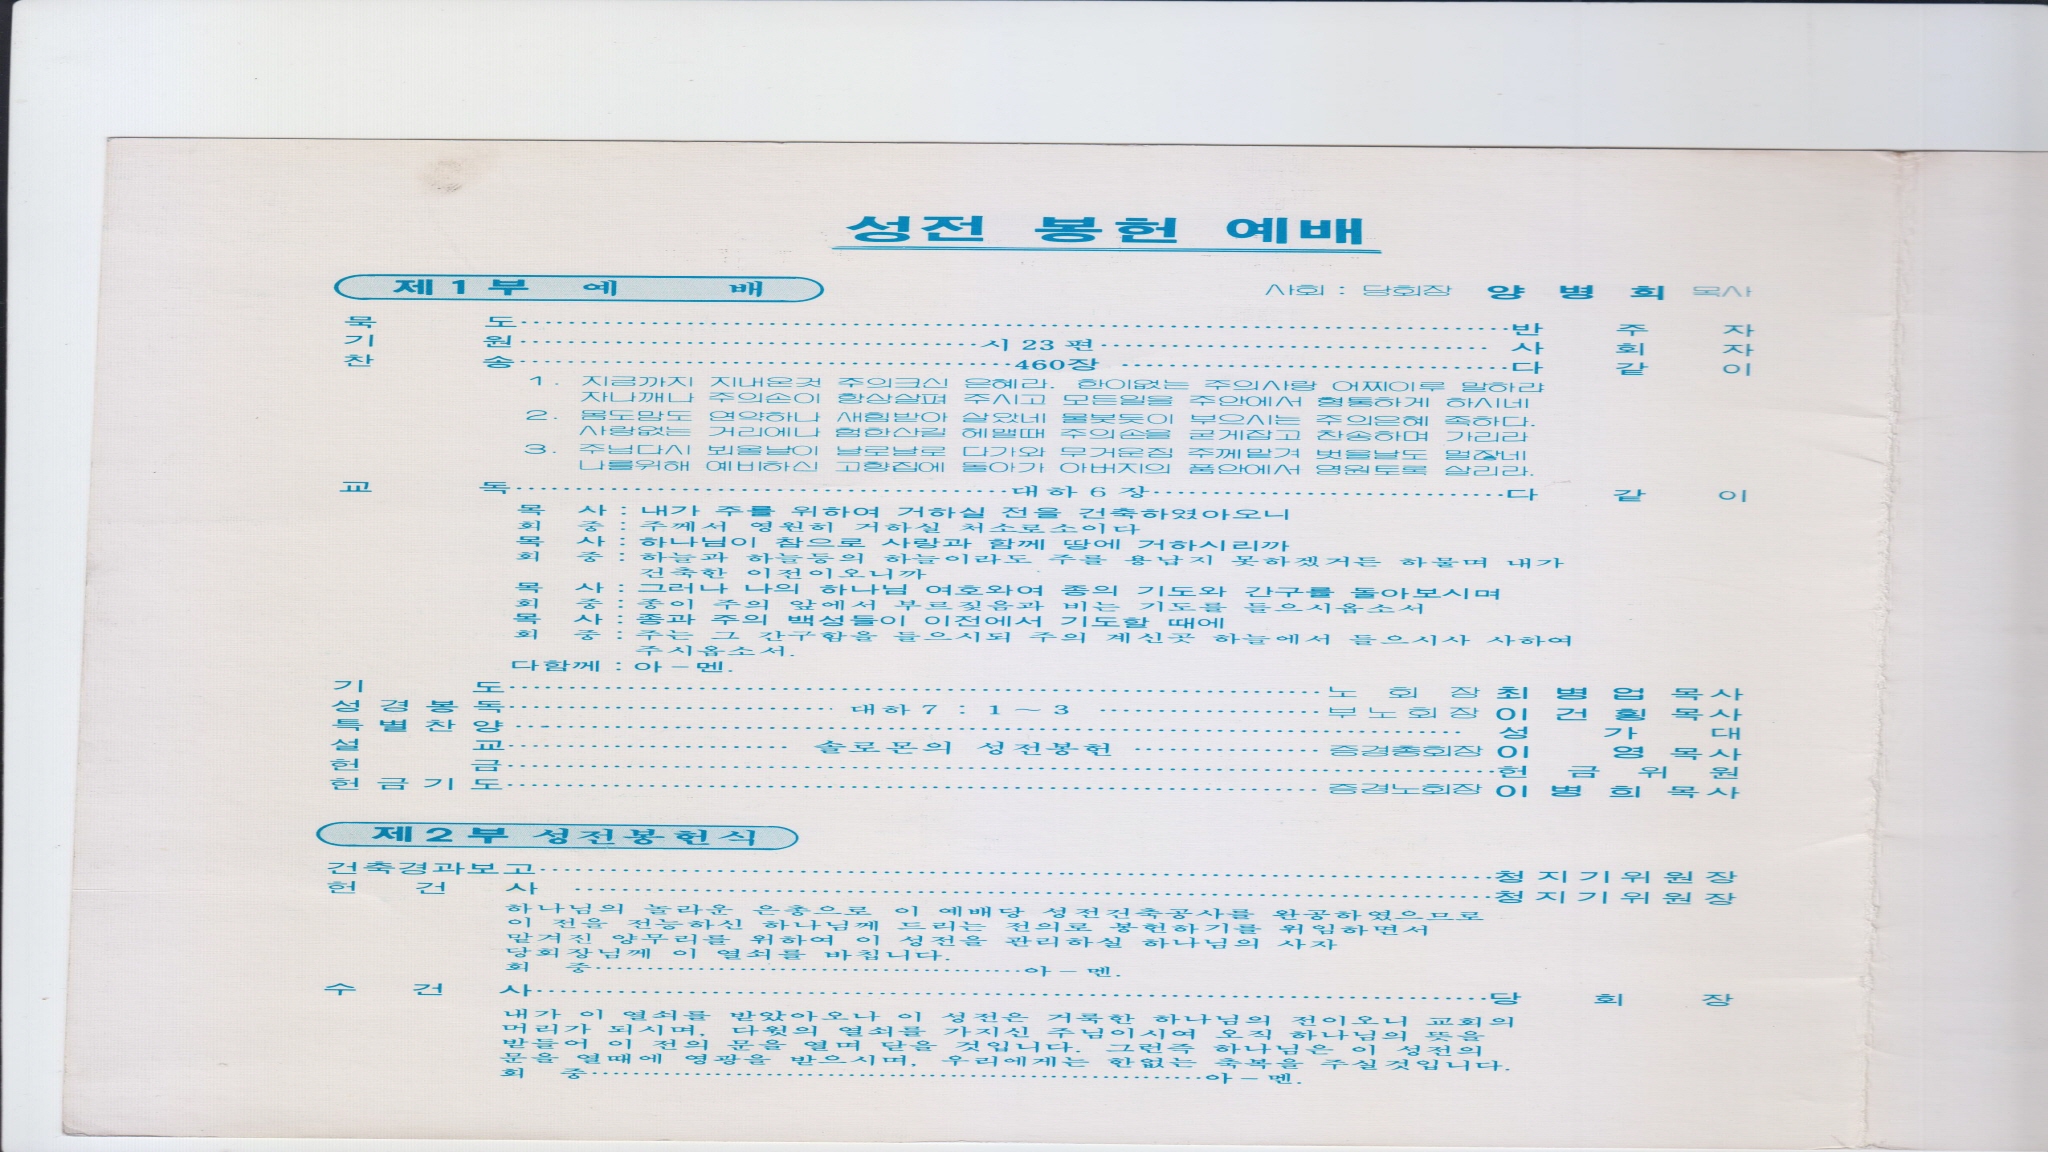 성전 봉헌 예배
제1부 예 배 사회 : 당회장 양 병 희 목사
묵 도 ········ 반 주 자
기 원 ········ 시 23 편 ········ 사 회 자
찬 송 ········ 460장 ········ 다 같 이
1. 지금까지 지내온것 주의크신 은혜라. 한이없는 주의사랑 어찌이루 말하랴
자나깨나 주의손이 항상살펴 주시고 모든일을 주안에서 형통하게 하시네
2. 몸도맘도 연약하나 새힘받아 살았네 물붓듯이 부으시는 주의은혜 족하다.
사랑없는 거리에나 험한산길 헤맬때 주의손을 굳게잡고 찬송하며 가리라
3. 주님다시 뵈올날이 날로날로 다가와 무거운짐 주께맡겨 벗을날도 멀잖네
나를위해 예비하신 고향집에 돌아가 아버지의 품안에서 영원토록 살리라.
교 독 ········ 대하 6 장 ········ 다 같 이
목 사 : 내가 주를 위하여 거하실 전을 건축하였아오니
회 중 : 주께서 영원히 거하실 처소로소이다
목 사 : 하나님이 참으로 사랑과 함께 땅에 거하시리까
회 중 : 하늘과 하늘들의 하늘이라도 주를 용납지 못하겠거든 하물며 내가
건축한 이전이오니까
목 사 : 그러나 나의 하나님 여호와여 종의 기도와 간구를 돌아보시며
회 중 : 종이 주의 앞에서 부르짖음과 비는 기도를 들으시옵소서
목 사 : 종과 주의 백성들이 이전에서 기도할 때에
회 중 : 주는 그 간구함을 들으시되 주의 계신곳 하늘에서 들으시사 사하여
주시옵소서.
다함께 : 아 - 멘.
기 도 ········ 노 회 장 최 병 업 목 사
성 경 봉 독 ········ 대하 7 : 1 ~ 3 ········ 부 노 회 장 이 건 횡 목 사
특 별 찬 양 ········ 성 가 대
설 교 ········ 솔로몬의 성전봉헌 ········ 증경총회장 이 영 목 사
헌 금 ········ 헌 금 위 원
헌 금 기 도 ········ 증경노회장 이 병 희 목 사
제2부 성전봉헌식
건축경과보고 ········ 청 지 기 위 원 장
헌 건 사 ········ 청 지 기 위 원 장
하나님의 놀라운 은총으로 이 예배당 성전건축공사를 완공하였으므로
이 전을 전능하신 하나님께 드리는 전의로 봉헌하기를 위임하면서
맡겨진 양무리를 위하여 이 성전을 관리하실 하나님의 사자
당회장님께 이 열쇠를 바칩니다.
회 중 ········ 아 - 멘.
수 건 사 ········ 당 회 장
내가 이 열쇠를 받았아오나 이 성전은 거룩한 하나님의 전이오니 교회의
머리가 되시며, 다윗의 열쇠를 가지신 주님이시여 오직 하나님의 뜻을
받들어 이 전의 문을 열며 닫을 것입니다. 그런즉 하나님은 이 성전의
문을 열때에 영광을 받으시며, 우리에게는 한없는 축복을 주실것입니다.
회 중 ········ 아 - 멘.